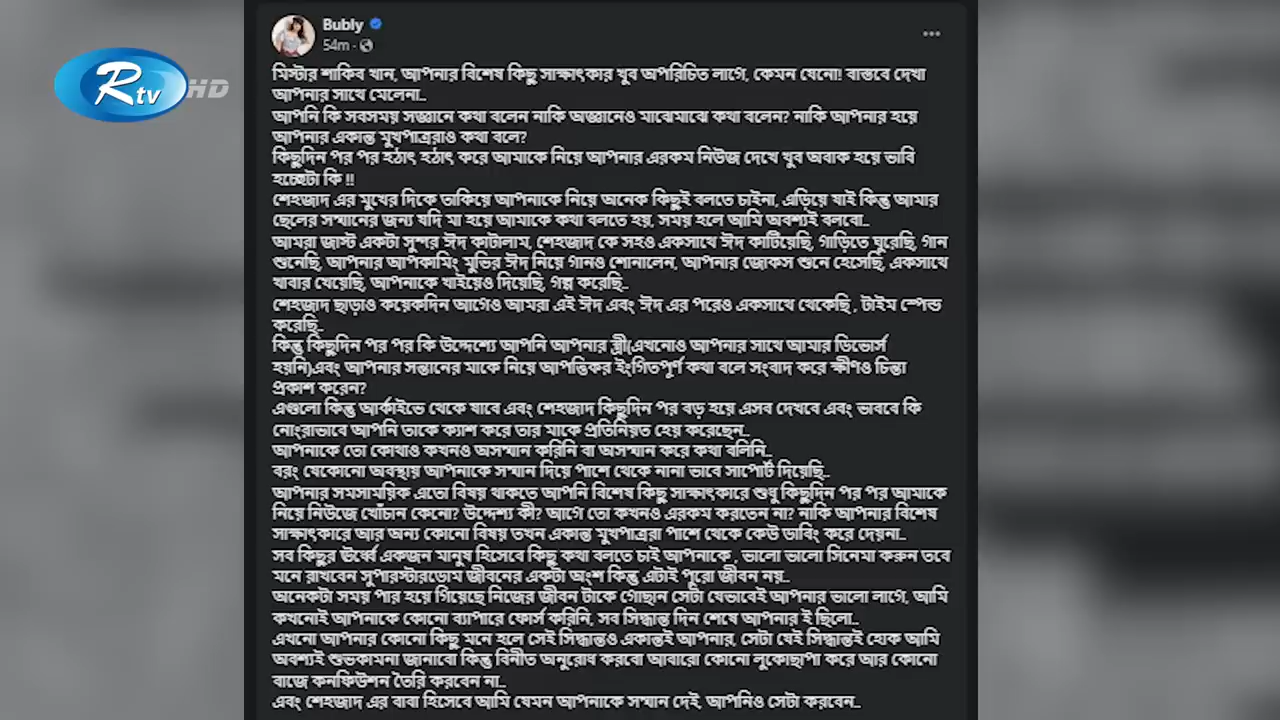 Rtv HD
Bubly
54m
মিস্টার শাকিব খান, আপনার বিশেষ কিছু সাক্ষাৎকার খুব অপরিচিত লাগে, কেমন যেনো! বাস্তবে দেখা
আপনার সাথে মেলেনা..
আপনি কি সবসময় সজ্ঞানে কথা বলেন নাকি অজ্ঞানেও মাঝেমাঝে কথা বলেন? নাকি আপনার হয়ে
আপনার একান্ত মুখপাত্ররাও কথা বলে?
কিছুদিন পর পর হঠাৎ হঠাৎ করে আমাকে নিয়ে আপনার এরকম নিউজ দেখে খুব অবাক হয়ে ভাবি
হচ্ছেটা কি !!
শেহজাদ এর মুখের দিকে তাকিয়ে আপনাকে নিয়ে অনেক কিছুই বলতে চাইনা, এড়িয়ে যাই কিন্তু আমার
ছেলের সম্মানের জন্য যদি মা হয়ে আমাকে কথা বলতে হয়, সময় হলে আমি অবশ্যই বলবো..
আমরা জাস্ট একটা সুন্দর ঈদ কাটালাম, শেহজাদ কে সহও একসাথে ঈদ কাটিয়েছি, গাড়িতে ঘুরেছি, গান
শুনেছি, আপনার আপকামিং মুভির ঈদ নিয়ে গানও শোনালেন, আপনার জোকস শুনে হেসেছি, একসাথে
খাবার খেয়েছি, আপনাকে খাইয়েও দিয়েছি, গল্প করেছি..
শেহজাদ ছাড়াও কয়েকদিন আগেও আমরা এই ঈদ এবং ঈদ এর পরেও একসাথে থেকেছি , টাইম স্পেন্ড
করেছি..
কিন্তু কিছুদিন পর পর কি উদ্দেশ্যে আপনি আপনার স্ত্রী(এখনোও আপনার সাথে আমার ডিভোর্স
হয়নি)এবং আপনার সন্তানের মাকে নিয়ে আপত্তিকর ইংগিতপূর্ণ কথা বলে সংবাদ করে ক্ষীণও চিন্তা
প্রকাশ করেন?
এগুলো কিন্তু আর্কাইভে থেকে যাবে এবং শেহজাদ কিছুদিন পর বড় হয়ে এসব দেখবে এবং ভাববে কি
নোংরাভাবে আপনি তাকে ক্যাশ করে তার মাকে প্রতিনিয়ত হেয় করেছেন..
আপনাকে তো কোথাও কখনও অসম্মান করিনি বা অসম্মান করে কথা বলিনি..
বরং যেকোনো অবস্থায় আপনাকে সম্মান দিয়ে পাশে থেকে নানা ভাবে সাপোর্ট দিয়েছি..
আপনার সমসাময়িক এতো বিষয় থাকতে আপনি বিশেষ কিছু সাক্ষাৎকারে শুধু কিছুদিন পর পর আমাকে
নিয়ে নিউজে খোঁচান কেনো? উদ্দেশ্য কী? আগে তো কখনও এরকম করতেন না? নাকি আপনার বিশেষ
সাক্ষাৎকারে আর অন্য কোনো বিষয় তখন একান্ত মুখপাত্ররা পাশে থেকে কেউ ডাবিং করে দেয়না..
সব কিছুর ঊর্ধ্বে একজন মানুষ হিসেবে কিছু কথা বলতে চাই আপনাকে , ভালো ভালো সিনেমা করুন তবে
মনে রাখবেন সুপারস্টারডোম জীবনের একটা অংশ কিন্তু এটাই পুরো জীবন নয়..
অনেকটা সময় পার হয়ে গিয়েছে নিজের জীবন টাকে গোছান সেটা যেভাবেই আপনার ভালো লাগে, আমি
কখনোই আপনাকে কোনো ব্যাপারে ফোর্স করিনি, সব সিদ্ধান্ত দিন শেষে আপনার ই ছিলো..
এখনো আপনার কোনো কিছু মনে হলে সেই সিদ্ধান্তও একান্তই আপনার, সেটা যেই সিদ্ধান্তই হোক আমি
অবশ্যই শুভকামনা জানাবো কিন্তু বিনীত অনুরোধ করবো আবারো কোনো লুকোছাপা করে আর কোনো
বাজে কনফিউশন তৈরি করবেন না..
এবং শেহজাদ এর বাবা হিসেবে আমি যেমন আপনাকে সম্মান দেই, আপনিও সেটা করবেন..